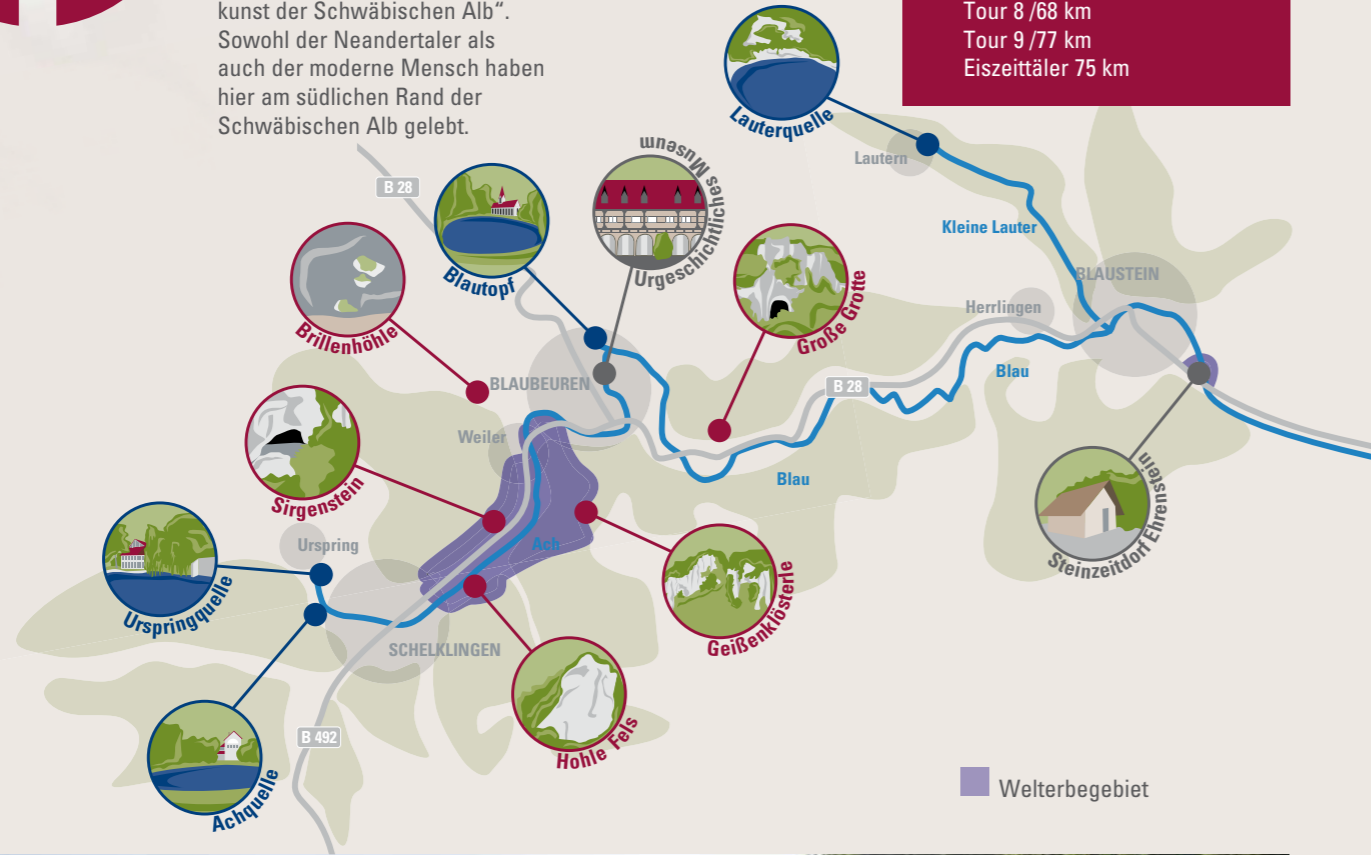 kunst der Schwäbischen Alb“.
Sowohl der Neandertaler als
auch der moderne Mensch haben
hier am südlichen Rand der
Schwäbischen Alb gelebt.
Tour 8 /68 km
Tour 9 /77 km
Eiszeittäler 75 km
Lauterquelle
Lautern
B 28
Urgeschichtliches Museum
Kleine Lauter
Blautopf
BLAUSTEIN
Brillenhöhle
Große Grotte
Herrlingen
Blau
BLAUBEUREN
B 28
Weiler
Blau
Sirgenstein
Steinzeitdorf Ehrenstein
Urspring
Ach
Urspringquelle
Geißenklösterle
SCHELKLINGEN
Hohle Fels
B 492
Achquelle
Welterbegebiet